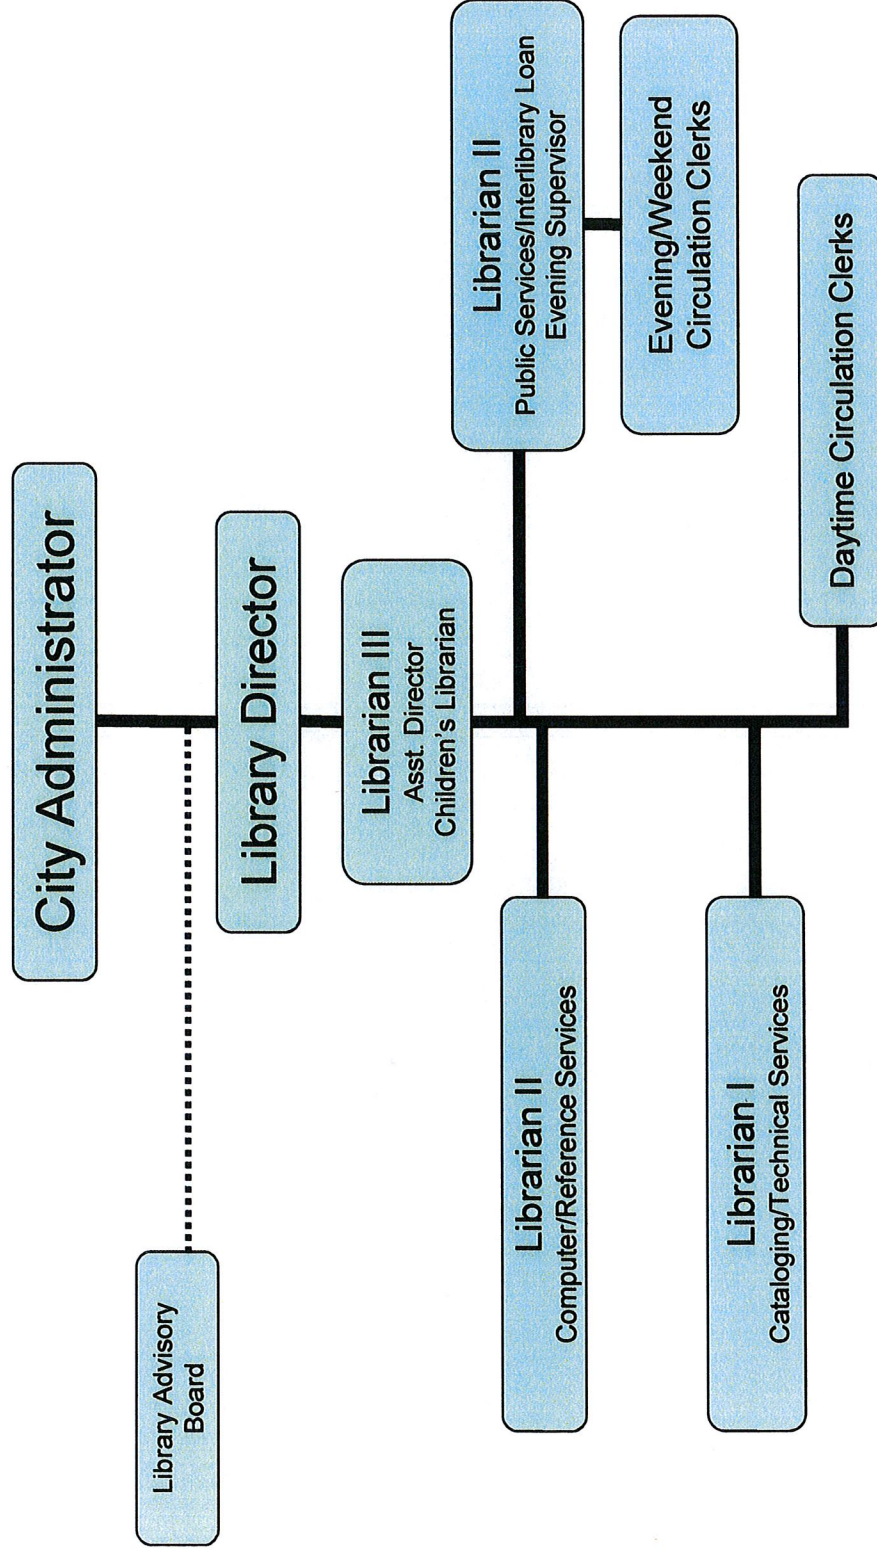 City Administrator
Library Advisory
Board
Library Director
Librarian III
Asst. Director
Children's Librarian
Librarian II
Computer/Reference Services
Librarian II
Public Services/Interlibrary Loan
Evening Supervisor
Evening/Weekend
Circulation Clerks
Librarian I
Cataloging/Technical Services
Daytime Circulation Clerks